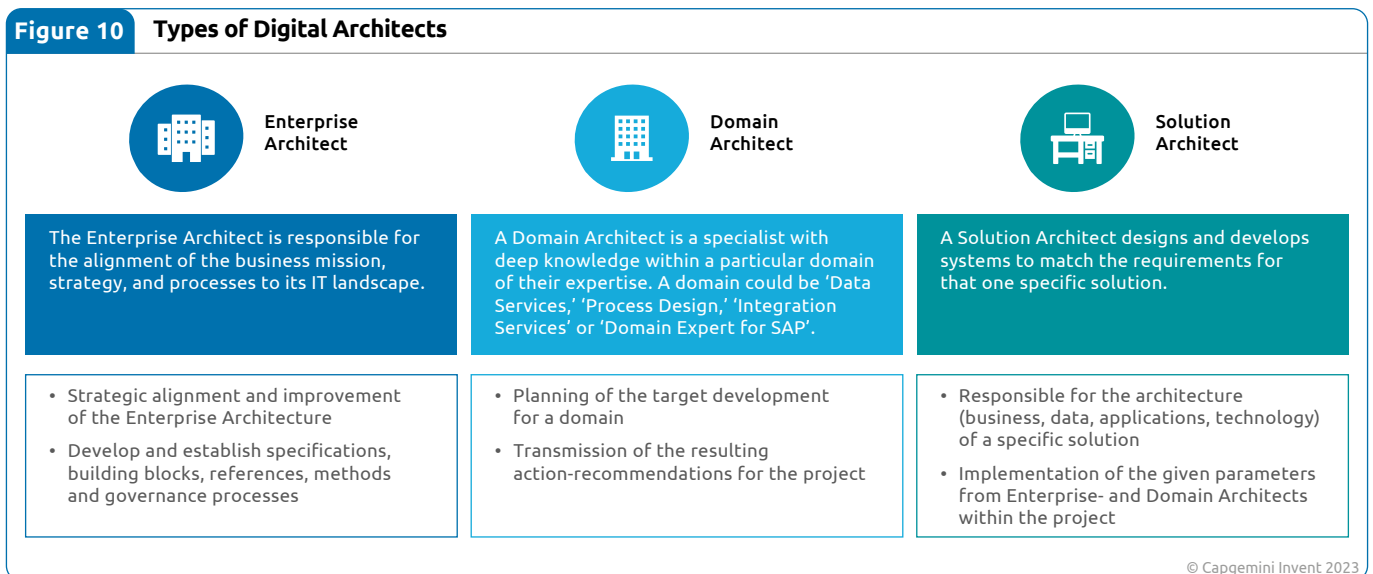 Figure 10
Types of Digital Architects
Enterprise
Architect
The Enterprise Architect is responsible for
the alignment of the business mission,
strategy, and processes to its IT landscape.
• Strategic alignment and improvement
of the Enterprise Architecture
• Develop and establish specifications,
building blocks, references, methods
and governance processes
Domain
Architect
A Domain Architect is a specialist with
deep knowledge within a particular domain
of their expertise. A domain could be ‘Data
Services,’ ‘Process Design,’ ‘Integration
Services’ or ‘Domain Expert for SAP’.
• Planning of the target development
for a domain
• Transmission of the resulting
action-recommendations for the project
Solution
Architect
A Solution Architect designs and develops
systems to match the requirements for
that one specific solution.
• Responsible for the architecture
(business, data, applications, technology)
of a specific solution
• Implementation of the given parameters
from Enterprise- and Domain Architects
within the project
© Capgemini Invent 2023